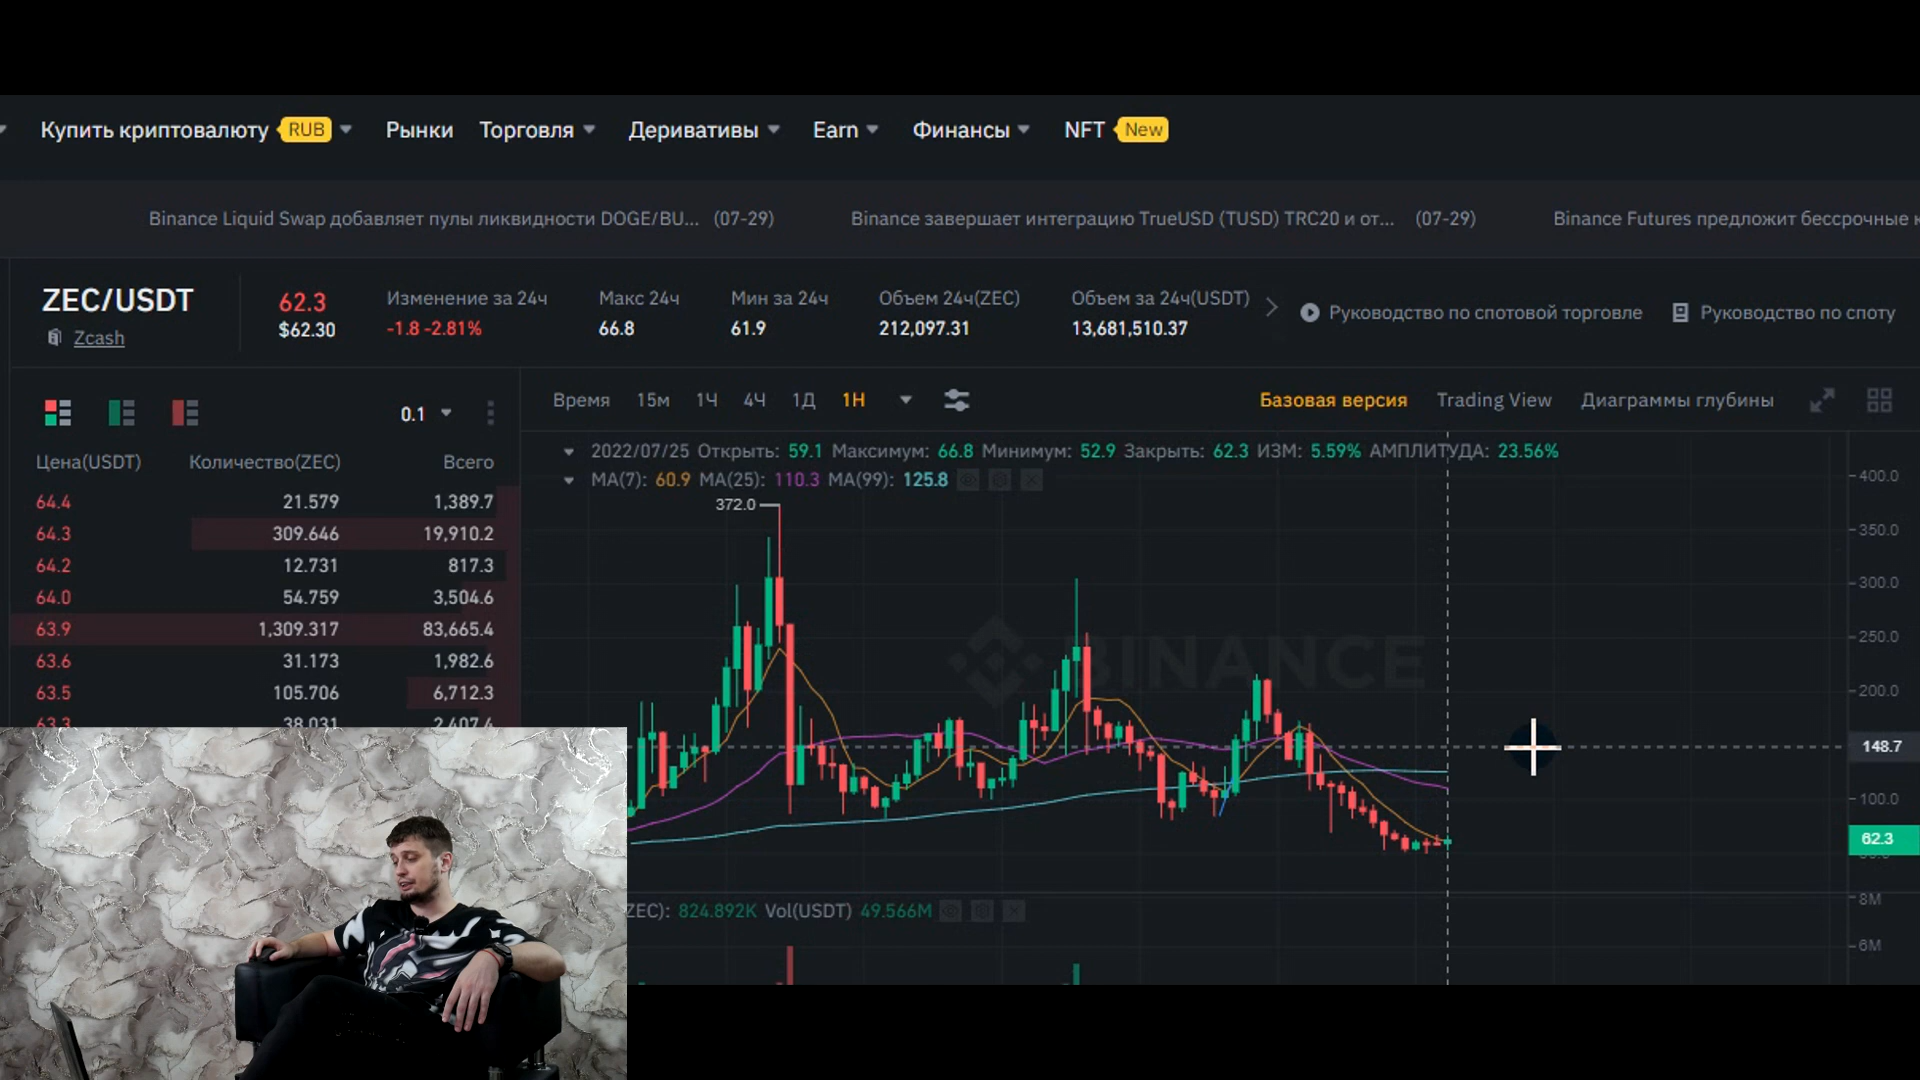 Купить криптовалюту RUB Рынки Торговля Деривативы Earn Финансы NFT New
Binance Liquid Swap добавляет пулы ликвидности DOGE/BU... (07-29) Binance завершает интеграцию TrueUSD (TUSD) TRC20 и от... (07-29) Binance Futures предложит бессрочные
ZEC/USDT
Zcash
62.3
$62.30
Изменение за 24ч
-1.8 -2.81%
Макс 24ч
66.8
Мин за 24ч
61.9
Объем 24ч(ZEC)
212,097.31
Объем за 24ч(USDT)
13,681,510.37
Руководство по спотовой торговле
Руководство по споту
0.1
Цена(USDT) Количество(ZEC) Всего
64.4 21.579 1,389.7
64.3 309.646 19,910.2
64.2 12.731 817.3
64.0 54.759 3,504.6
63.9 1,309.317 83,665.4
63.6 31.173 1,982.6
63.5 105.706 6,712.3
63.3 38.031 2,407.4
Время 15м 1Ч 4Ч 1Д 1Н
Базовая версия Trading View Диаграммы глубины
2022/07/25 Открыть: 59.1 Максимум: 66.8 Минимум: 52.9 Закрыть: 62.3 ИЗМ: 5.59% АМПЛИТУДА: 23.56%
MA(7): 60.9 MA(25): 110.3 MA(99): 125.8
372.0
BINANCE
400.0
350.0
300.0
250.0
200.0
148.7
100.0
62.3
ZEC): 824.892K Vol(USDT) 49.566M
8M
6M